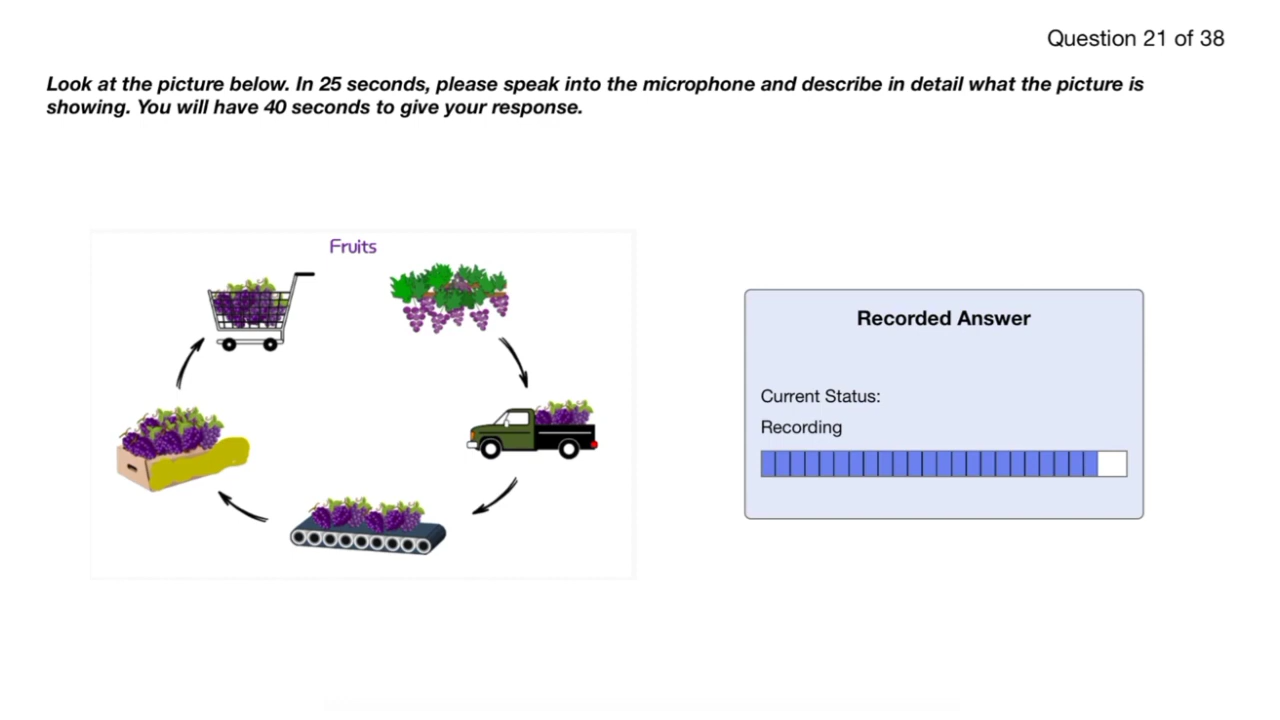 Question 21 of 38
Look at the picture below. In 25 seconds, please speak into the microphone and describe in detail what the picture is
showing. You will have 40 seconds to give your response.
Fruits
Recorded Answer
Current Status:
Recording